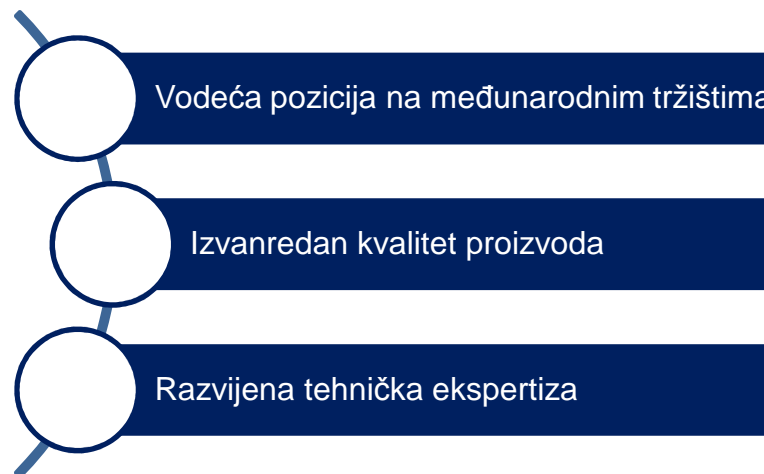 Vodeća pozicija na međunarodnim tržištima
Izvanredan kvalitet proizvoda
Razvijena tehnička ekspertiza